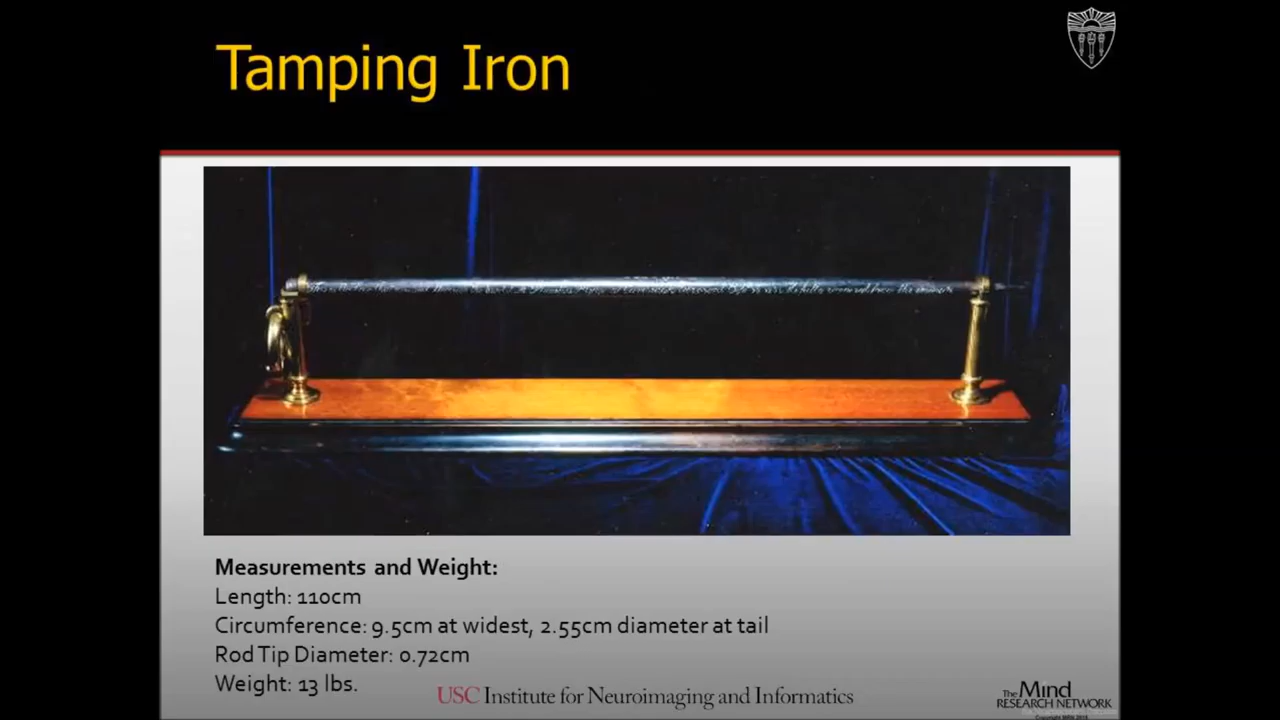 Tamping Iron
Measurements and Weight:
Length: 110cm
Circumference: 9.5cm at widest, 2.55cm diameter at tail
Rod Tip Diameter: 0.72cm
Weight: 13 lbs.
USC Institute for Neuroimaging and Informatics
The Mind
RESEARCH NETWORK